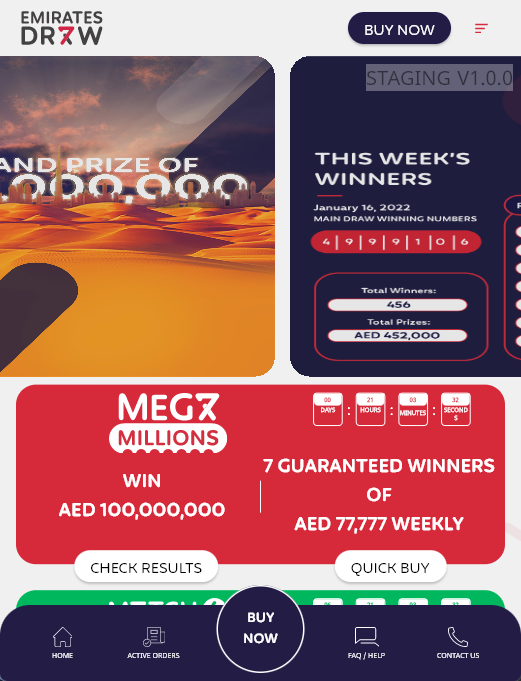 EMIRATES
DR7W
BUY NOW
STAGING V1.0.0
AND PRIZE OF
,000,000
THIS WEEK'S
WINNERS
January 16, 2022
MAIN DRAW WINNING NUMBERS
4 | 9 | 9 | 9 | 1 | 0 | 6
Total Winners:
456
Total Prizes:
AED 452,000
MEG7
MILLIONS
00 : 21 : 03 : 32
DAYS HOURS MINUTES SECOND
S
WIN
AED 100,000,000
7 GUARANTEED WINNERS
OF
AED 77,777 WEEKLY
CHECK RESULTS
QUICK BUY
BUY
NOW
HOME
ACTIVE ORDERS
FAQ / HELP
CONTACT US